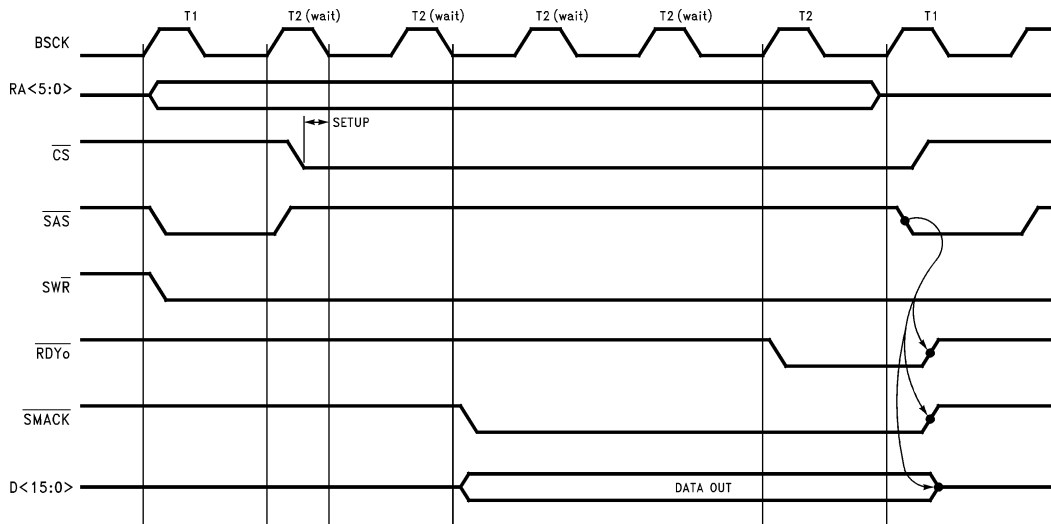 T1 T2 (wait) T2 (wait) T2 (wait) T2 (wait) T2 T1
BSCK
RA<5:0>
SETUP
CS
SAS
SWR
RDYo
SMACK
D<15:0> DATA OUT